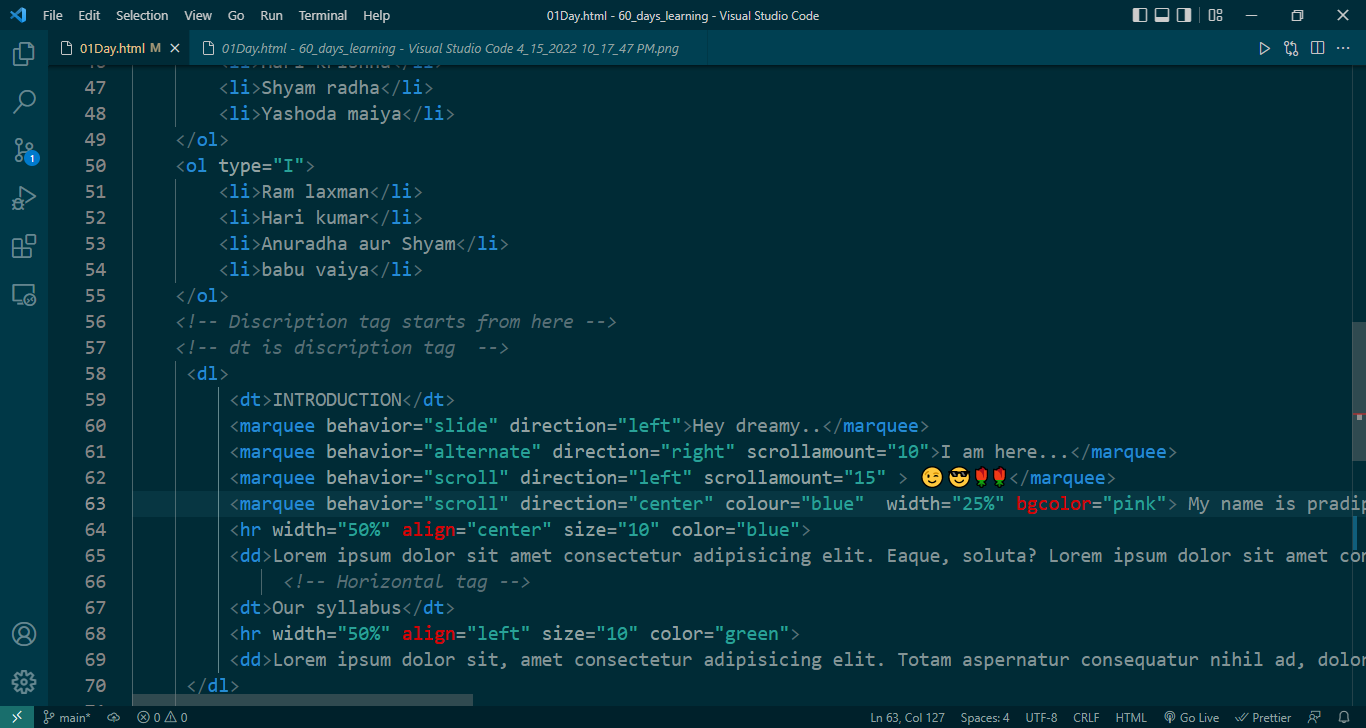 File Edit Selection View Go Run Terminal Help 01Day.html - 60_days_learning - Visual Studio Code
01Day.html M 01Day.html - 60_days_learning - Visual Studio Code 4_15_2022 10_17_47 PM.png
46 <li>Hari krishna</li>
47 <li>Shyam radha</li>
48 <li>Yashoda maiya</li>
49 </ol>
50 <ol type="I">
51 <li>Ram laxman</li>
52 <li>Hari kumar</li>
53 <li>Anuradha aur Shyam</li>
54 <li>babu vaiya</li>
55 </ol>
56 <!-- Discription tag starts from here -->
57 <!-- dt is discription tag  -->
58 <dl>
59 <dt>INTRODUCTION</dt>
60 <marquee behavior="slide" direction="left">Hey dreamy..</marquee>
61 <marquee behavior="alternate" direction="right" scrollamount="10">I am here...</marquee>
62 <marquee behavior="scroll" direction="left" scrollamount="15" > 😉😎🌹🌹</marquee>
63 <marquee behavior="scroll" direction="center" colour="blue"  width="25%" bgcolor="pink"> My name is pradip
64 <hr width="50%" align="center" size="10" color="blue">
65 <dd>Lorem ipsum dolor sit amet consectetur adipisicing elit. Eaque, soluta? Lorem ipsum dolor sit amet con
66 <!-- Horizontal tag -->
67 <dt>Our syllabus</dt>
68 <hr width="50%" align="left" size="10" color="green">
69 <dd>Lorem ipsum dolor sit, amet consectetur adipisicing elit. Totam aspernatur consequatur nihil ad, dolor
70 </dl>
1
main* 0 0 Ln 63, Col 127 Spaces: 4 UTF-8 CRLF HTML Go Live Prettier